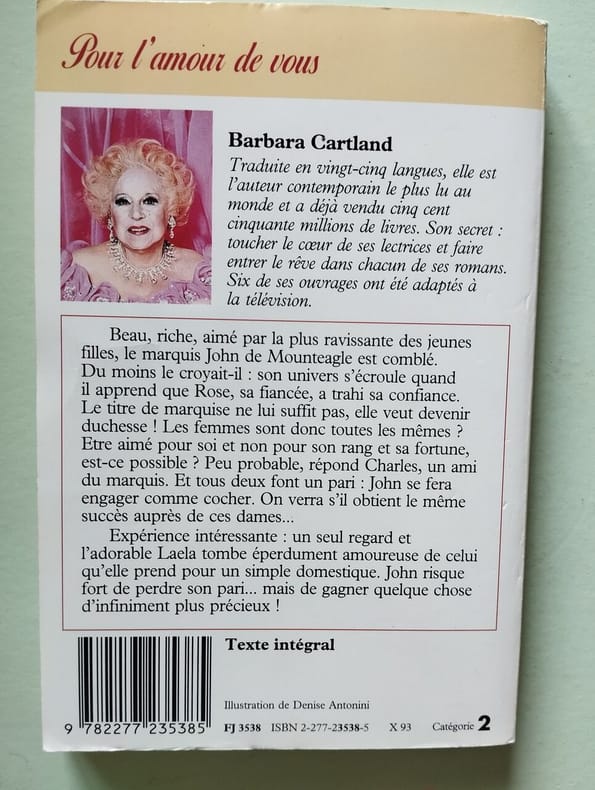 Pour l'amour de vous
Barbara Cartland
Traduite en vingt-cinq langues, elle est
l'auteur contemporain le plus lu au
monde et a déjà vendu cinq cent
cinquante millions de livres. Son secret :
toucher le cœur de ses lectrices et faire
entrer le rêve dans chacun de ses romans.
Six de ses ouvrages ont été adaptés à
la télévision.
Beau, riche, aimé par la plus ravissante des jeunes
filles, le marquis John de Mounteagle est comblé.
Du moins le croyait-il : son univers s'écroule quand
il apprend que Rose, sa fiancée, a trahi sa confiance.
Le titre de marquise ne lui suffit pas, elle veut devenir
duchesse ! Les femmes sont donc toutes les mêmes ?
Etre aimé pour soi et non pour son rang et sa fortune,
est-ce possible ? Peu probable, répond Charles, un ami
du marquis. Et tous deux font un pari : John se fera
engager comme cocher. On verra s'il obtient le même
succès auprès de ces dames...
Expérience intéressante : un seul regard et
l'adorable Laela tombe éperdument amoureuse de celui
qu'elle prend pour un simple domestique. John risque
fort de perdre son pari... mais de gagner quelque chose
d'infiniment plus précieux !
Texte intégral
Illustration de Denise Antonini
9 782277 235385 FJ 3538 ISBN 2-277-23538-5 X 93 Catégorie 2